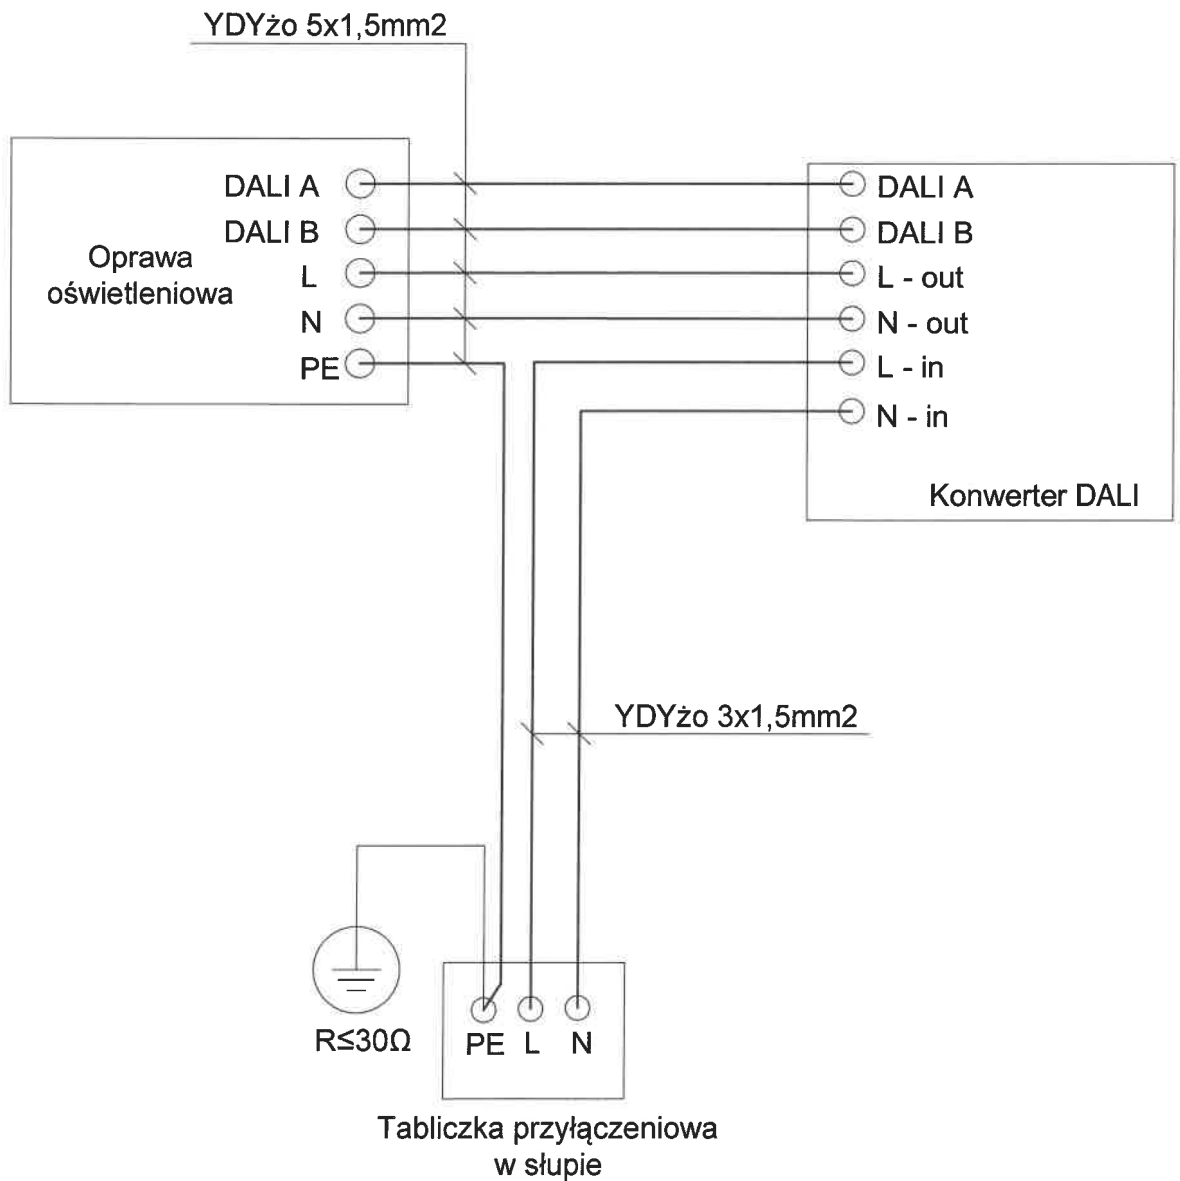 YDYżo 5x1,5mm2
Oprawa
oświetleniowa
DALI A
DALI B
L
N
PE
DALI A
DALI B
L - out
N - out
L - in
N - in
Konwerter DALI
YDYżo 3x1,5mm2
R≤30Ω
PE L N
Tabliczka przyłączeniowa
w słupie